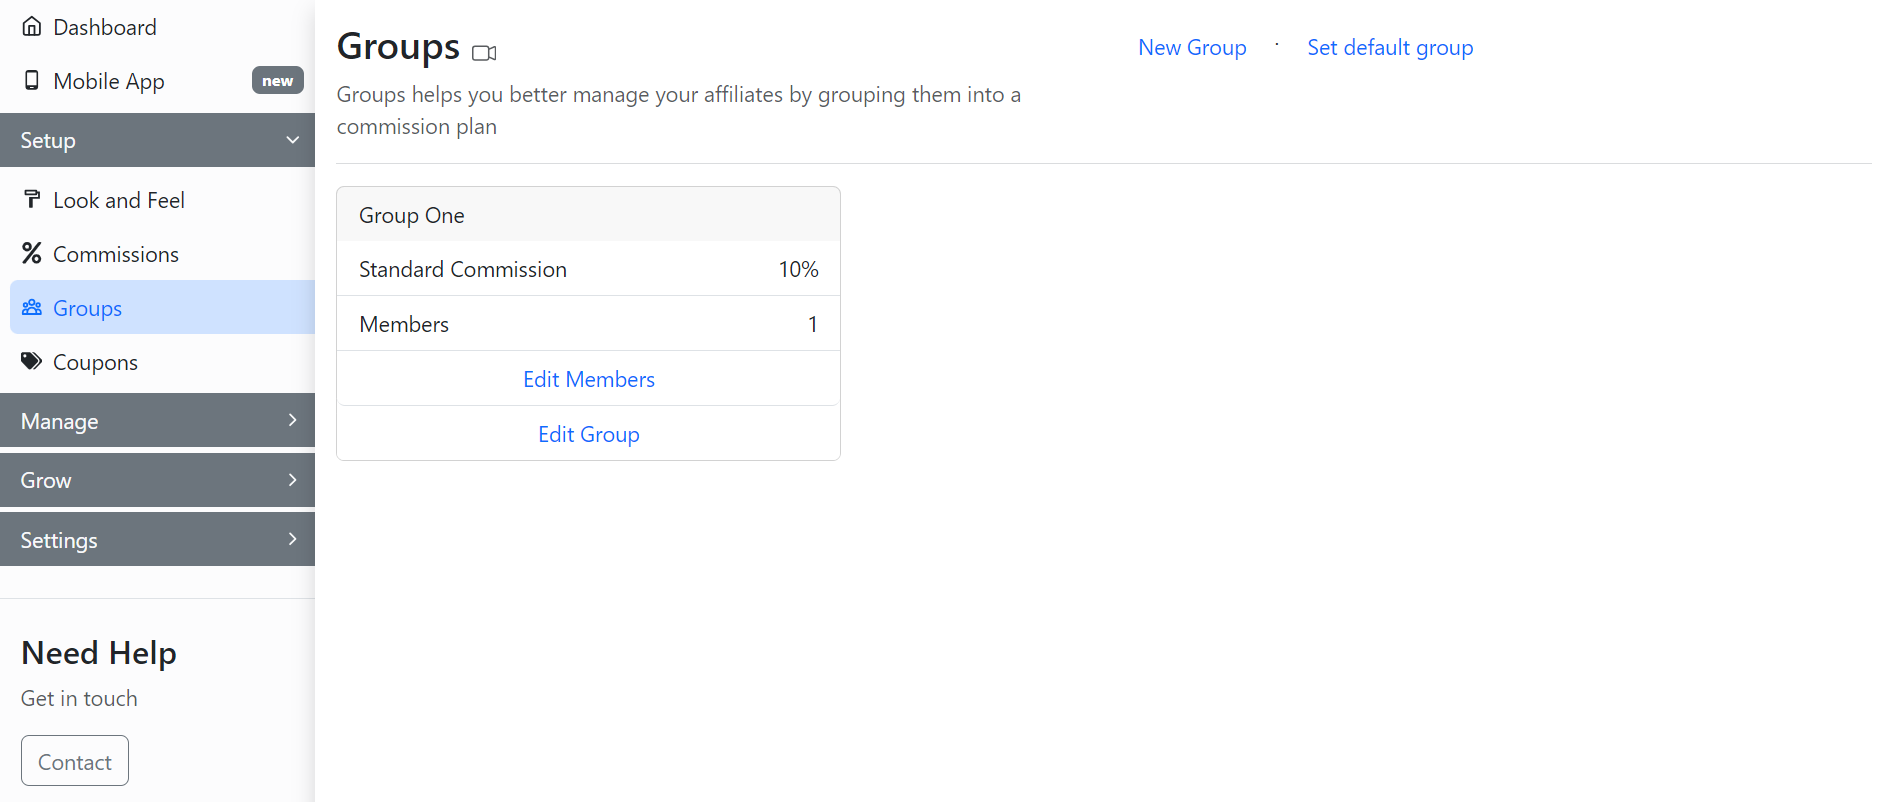 Dashboard
Mobile App new
Setup
Look and Feel
Commissions
Groups
Coupons
Manage
Grow
Settings
Need Help
Get in touch
Contact
Groups
New Group · Set default group
Groups helps you better manage your affiliates by grouping them into a
commission plan
Group One
Standard Commission 10%
Members 1
Edit Members
Edit Group